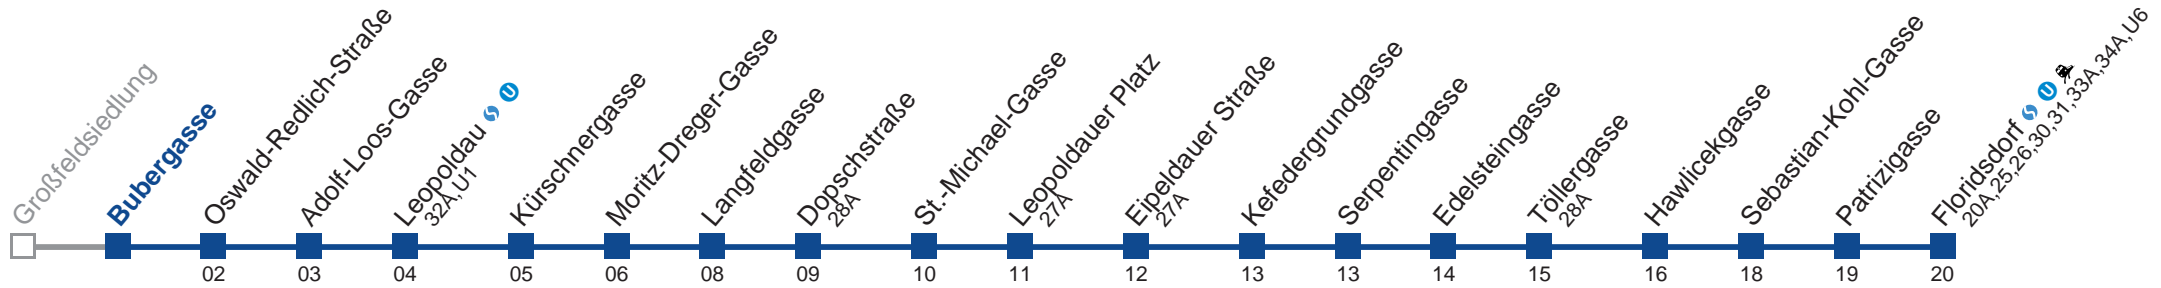 Großfeldsiedlung
Bubergasse
Oswald-Redlich-Straße
02
Adolf-Loos-Gasse
03
Leopoldau S U
32A,U1
04
Kürschnergasse
05
Moritz-Dreger-Gasse
06
Langfeldgasse
08
Dopschstraße
28A
09
St.-Michael-Gasse
10
Leopoldauer Platz
27A
11
Eipeldauer Straße
27A
12
Kefedergrundgasse
13
Serpentingasse
13
Edelsteingasse
14
Töllergasse
28A
15
Hawlicekgasse
16
Sebastian-Kohl-Gasse
18
Patrizigasse
19
Floridsdorf S U
20A,25,26,30,31,33A,34A,U6
20